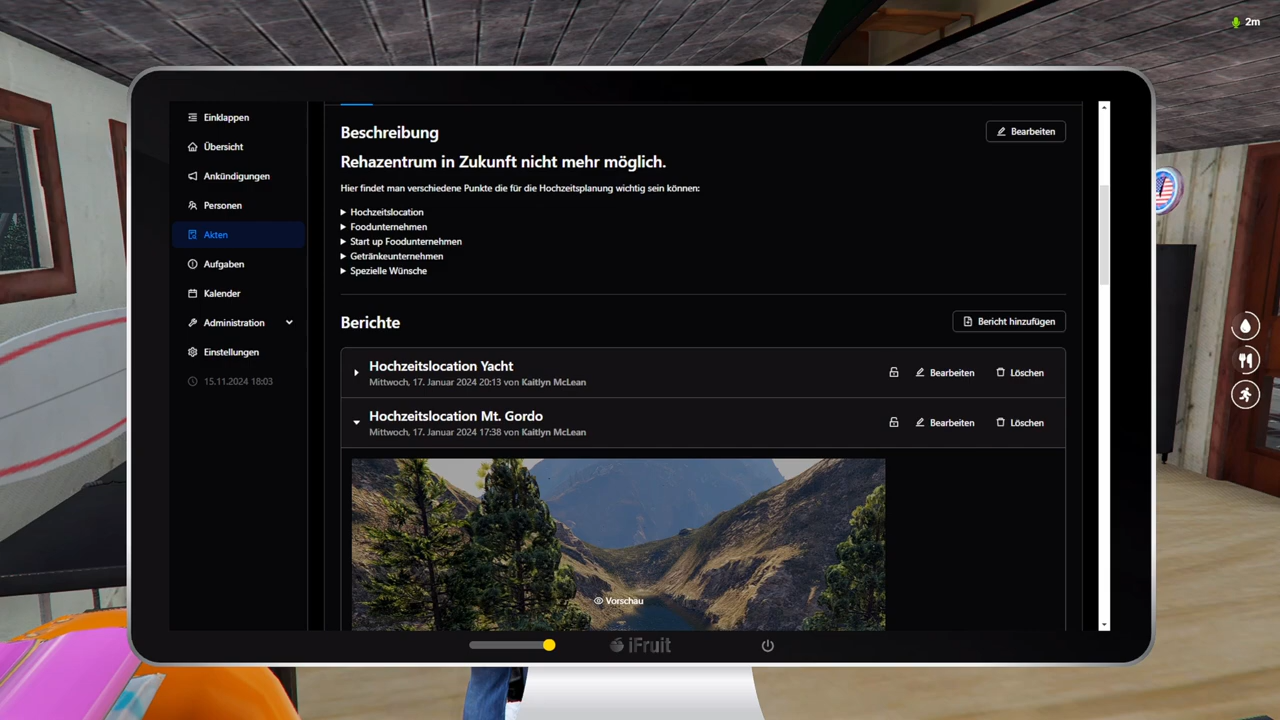 2m
Einklappen
Übersicht
Ankündigungen
Personen
Akten
Aufgaben
Kalender
Administration
Einstellungen
15.11.2024 18:03
Beschreibung
Bearbeiten
Rehazentrum in Zukunft nicht mehr möglich.
Hier findet man verschiedene Punkte die für die Hochzeitsplanung wichtig sein können:
Hochzeitslocation
Foodunternehmen
Start up Foodunternehmen
Getränkeunternehmen
Spezielle Wünsche
Berichte
Bericht hinzufügen
Hochzeitslocation Yacht
Mittwoch, 17. Januar 2024 20:13 von Kaitlyn McLean
Bearbeiten
Löschen
Hochzeitslocation Mt. Gordo
Mittwoch, 17. Januar 2024 17:38 von Kaitlyn McLean
Bearbeiten
Löschen
Vorschau
iFruit